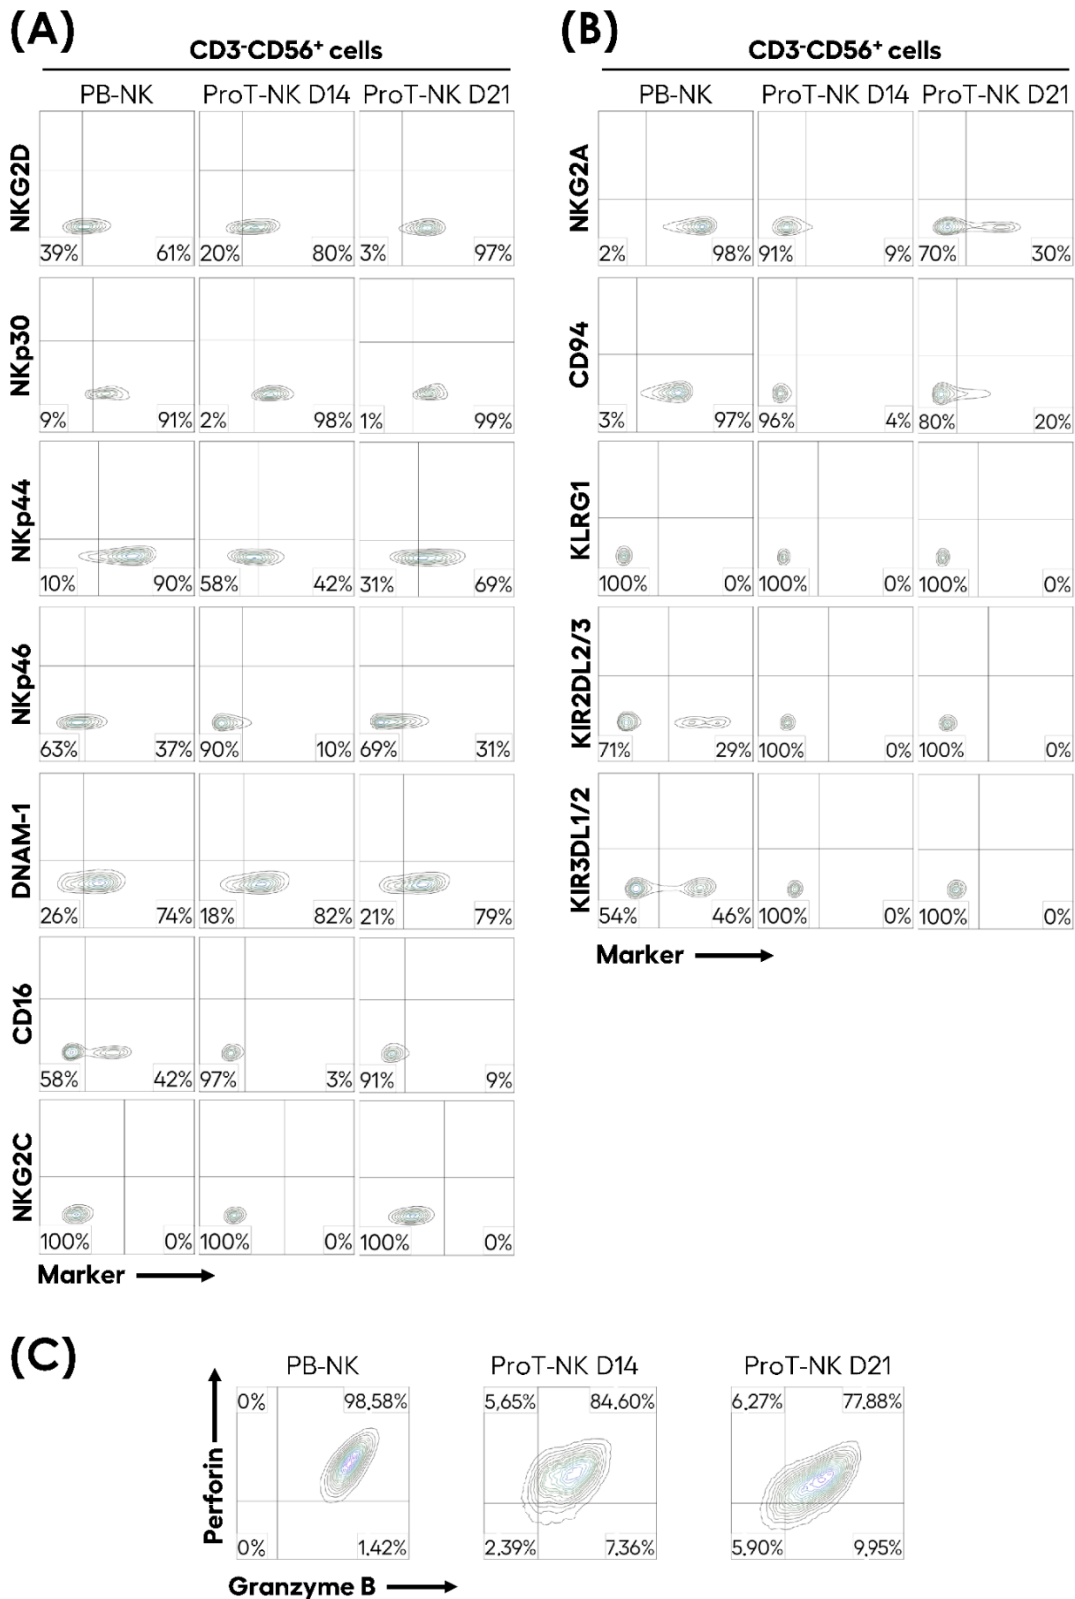 (A)
CD3-CD56+ cells
PB-NK ProT-NK D14 ProT-NK D21
NKG2D
39% 61% 20% 80% 3% 97%
NKp30
9% 91% 2% 98% 1% 99%
NKp44
10% 90% 58% 42% 31% 69%
NKp46
63% 37% 90% 10% 69% 31%
DNAM-1
26% 74% 18% 82% 21% 79%
CD16
58% 42% 97% 3% 91% 9%
NKG2C
100% 0% 100% 0% 100% 0%
Marker
(B)
CD3-CD56+ cells
PB-NK ProT-NK D14 ProT-NK D21
NKG2A
2% 98% 91% 9% 70% 30%
CD94
3% 97% 96% 4% 80% 20%
KLRG1
100% 0% 100% 0% 100% 0%
KIR2DL2/3
71% 29% 100% 0% 100% 0%
KIR3DL1/2
54% 46% 100% 0% 100% 0%
Marker
(C)
PB-NK ProT-NK D14 ProT-NK D21
0% 98.58% 5.65% 84.60% 6.27% 77.88%
Perforin
0% 1.42% 2.39% 7.36% 5.90% 9.95%
Granzyme B